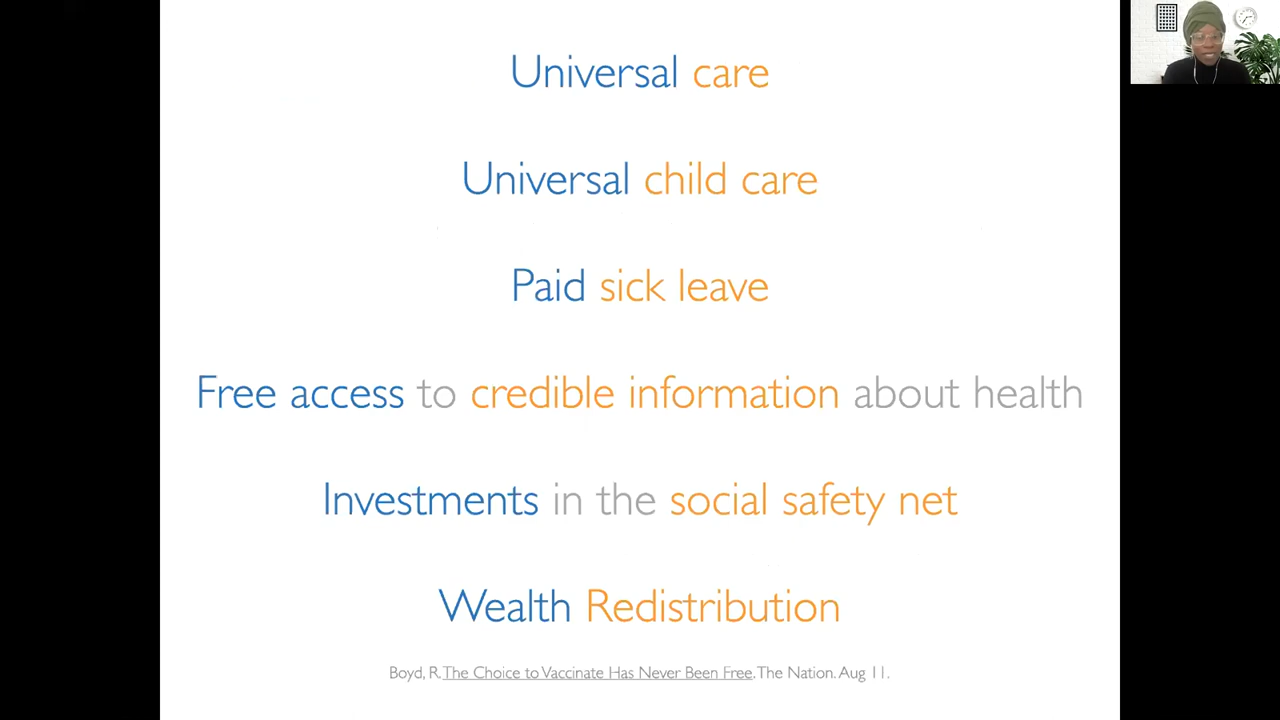 Universal care
Universal child care
Paid sick leave
Free access to credible information about health
Investments in the social safety net
Wealth Redistribution
Boyd, R. The Choice to Vaccinate Has Never Been Free. The Nation. Aug 11.